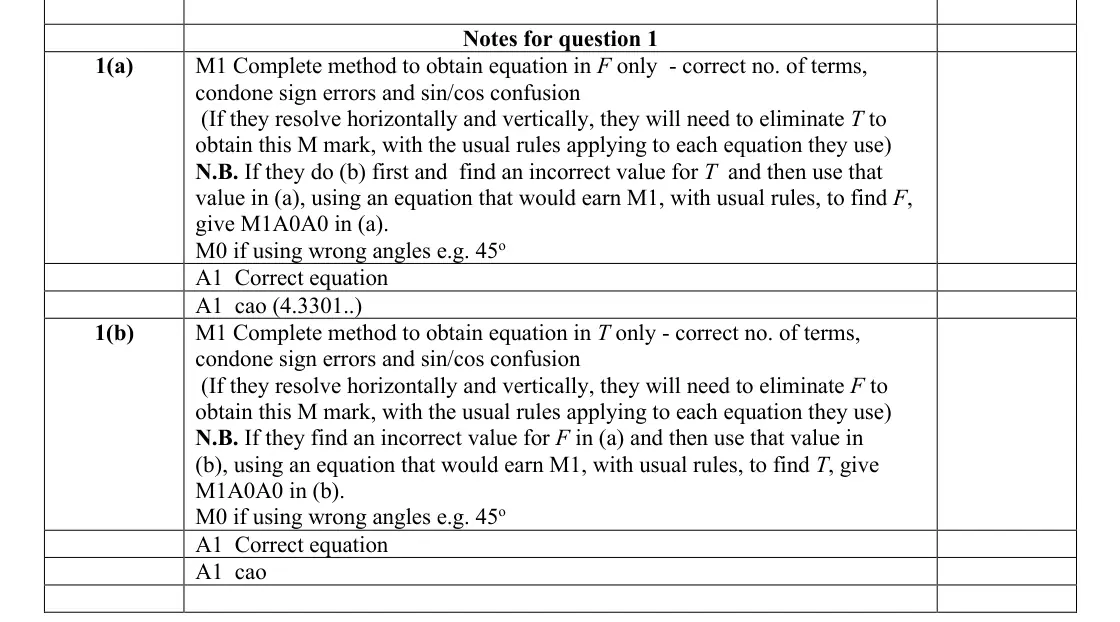 Notes for question 1
1(a)
M1 Complete method to obtain equation in F only  - correct no. of terms,
condone sign errors and sin/cos confusion
(If they resolve horizontally and vertically, they will need to eliminate T to
obtain this M mark, with the usual rules applying to each equation they use)
N.B. If they do (b) first and  find an incorrect value for T  and then use that
value in (a), using an equation that would earn M1, with usual rules, to find F,
give M1A0A0 in (a).
M0 if using wrong angles e.g. 45º
A1  Correct equation
A1  cao (4.3301..)
1(b)
M1 Complete method to obtain equation in T only - correct no. of terms,
condone sign errors and sin/cos confusion
(If they resolve horizontally and vertically, they will need to eliminate F to
obtain this M mark, with the usual rules applying to each equation they use)
N.B. If they find an incorrect value for F in (a) and then use that value in
(b), using an equation that would earn M1, with usual rules, to find T, give
M1A0A0 in (b).
M0 if using wrong angles e.g. 45º
A1  Correct equation
A1  cao